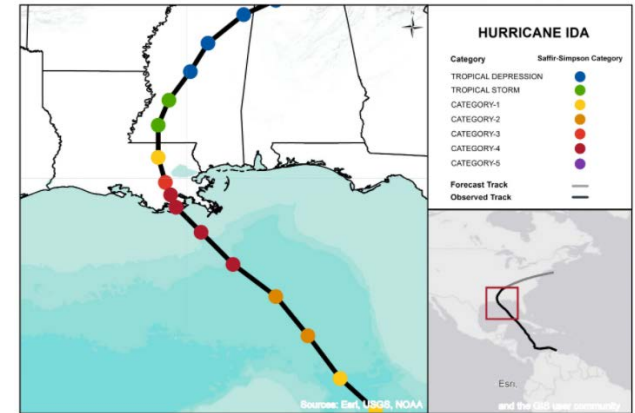 HURRICANE IDA
Category Saffir-Simpson Category
TROPICAL DEPRESSION
TROPICAL STORM
CATEGORY-1
CATEGORY-2
CATEGORY-3
CATEGORY-4
CATEGORY-5
Forecast Track
Observed Track
Sources: Esri, USGS, NOAA
Esri,
and the GIS user community